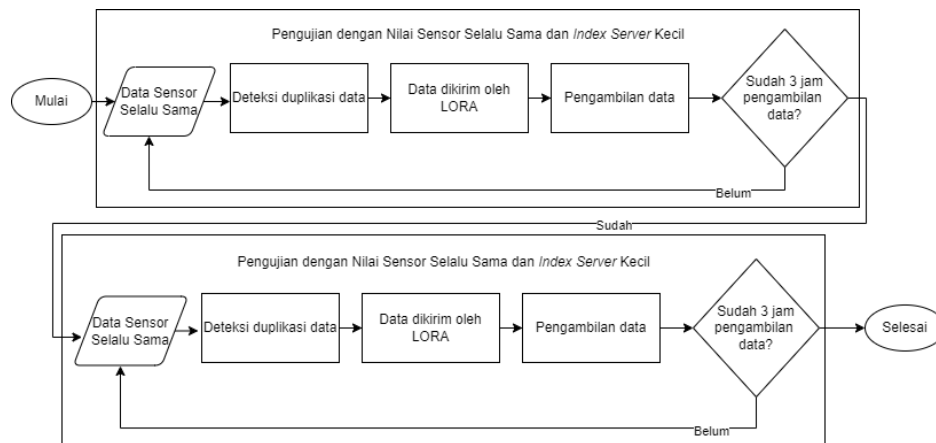 Pengujian dengan Nilai Sensor Selalu Sama dan Index Server Kecil
Mulai
Data Sensor
Selalu Sama
Deteksi duplikasi data
Data dikirim oleh
LORA
Pengambilan data
Sudah 3 jam
pengambilan
data?
Belum
Sudah
Pengujian dengan Nilai Sensor Selalu Sama dan Index Server Kecil
Data Sensor
Selalu Sama
Deteksi duplikasi data
Data dikirim oleh
LORA
Pengambilan data
Sudah 3 jam
pengambilan
data?
Selesai
Belum